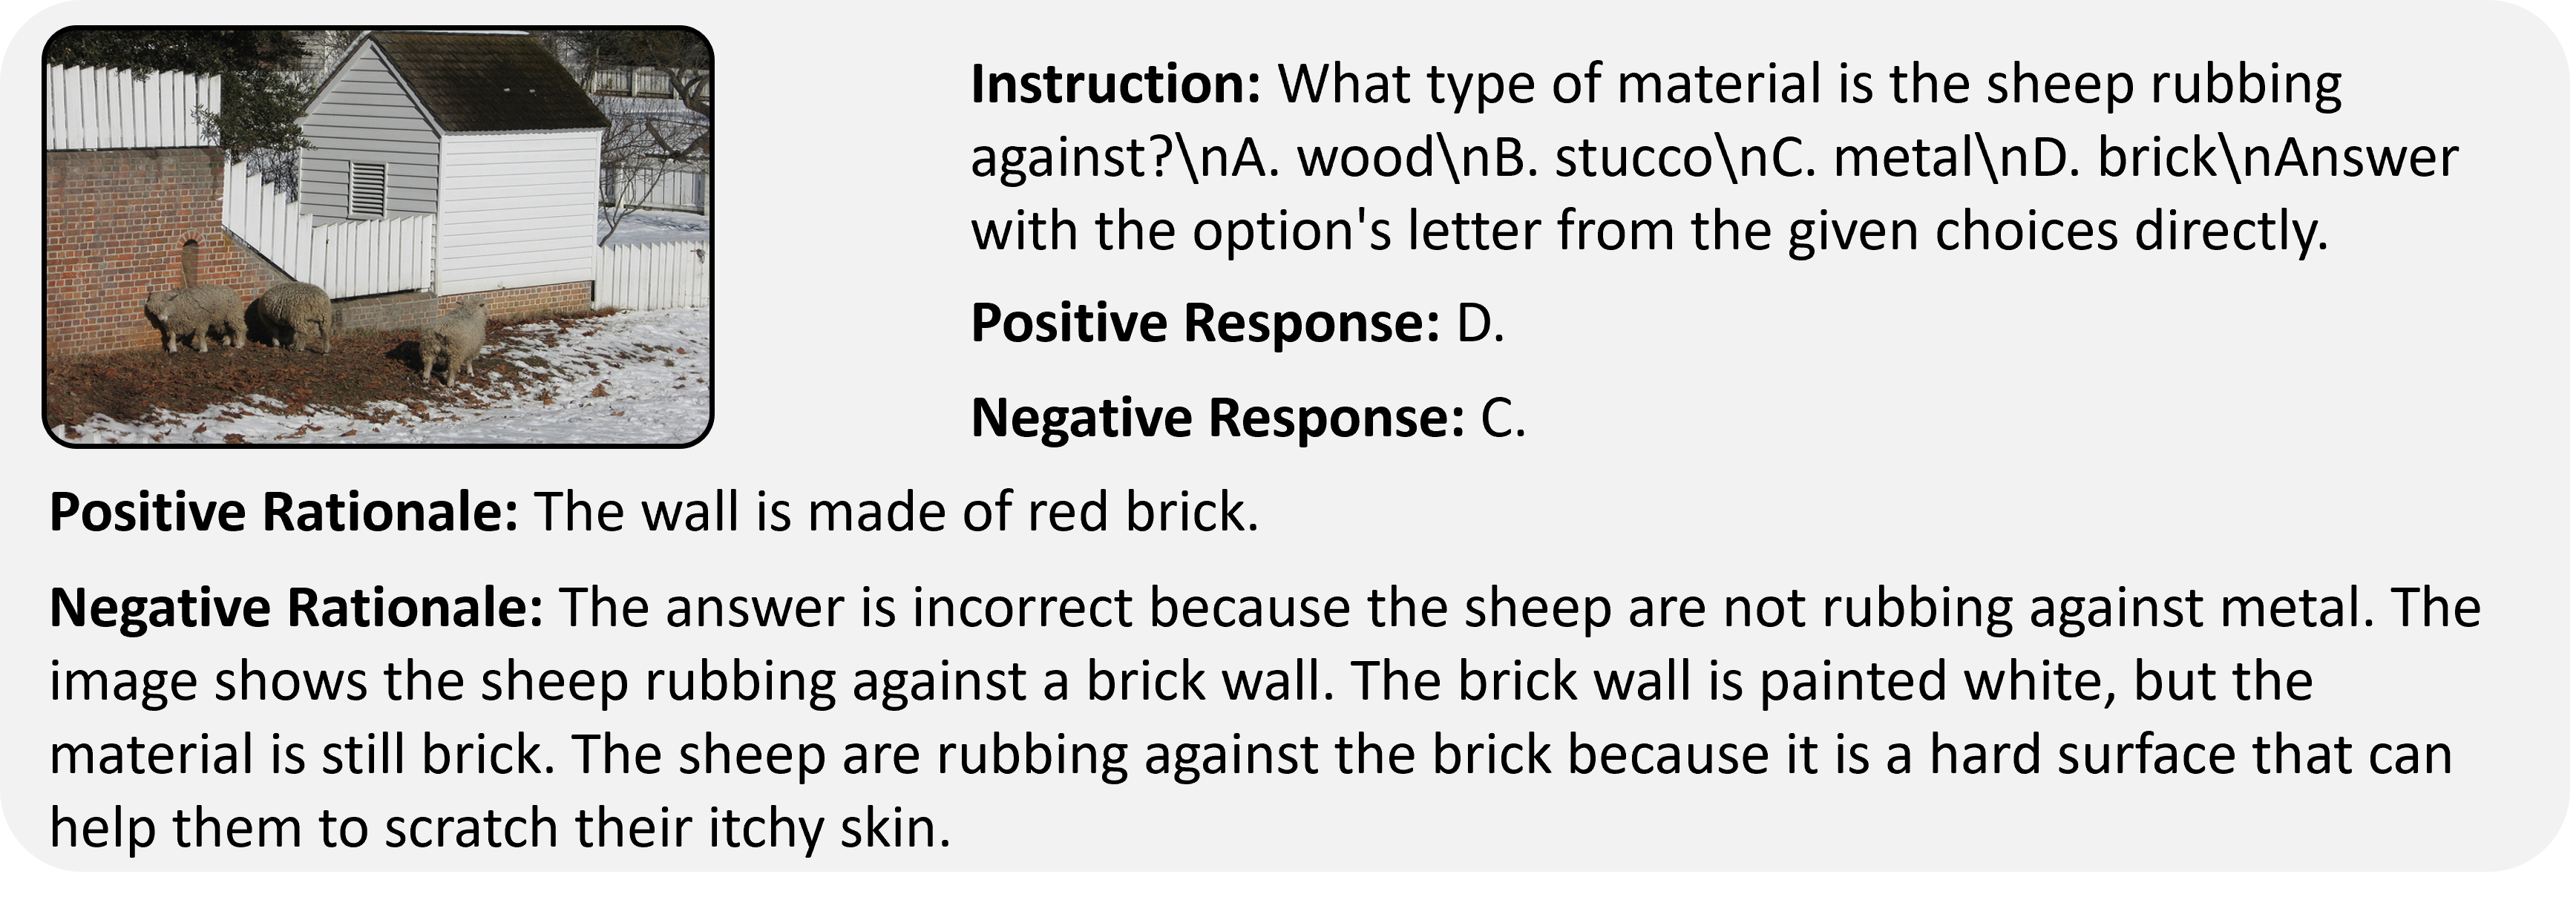 Instruction: What type of material is the sheep rubbing
against?\nA. wood\nB. stucco\nC. metal\nD. brick\nAnswer
with the option's letter from the given choices directly.
Positive Response: D.
Negative Response: C.
Positive Rationale: The wall is made of red brick.
Negative Rationale: The answer is incorrect because the sheep are not rubbing against metal. The
image shows the sheep rubbing against a brick wall. The brick wall is painted white, but the
material is still brick. The sheep are rubbing against the brick because it is a hard surface that can
help them to scratch their itchy skin.